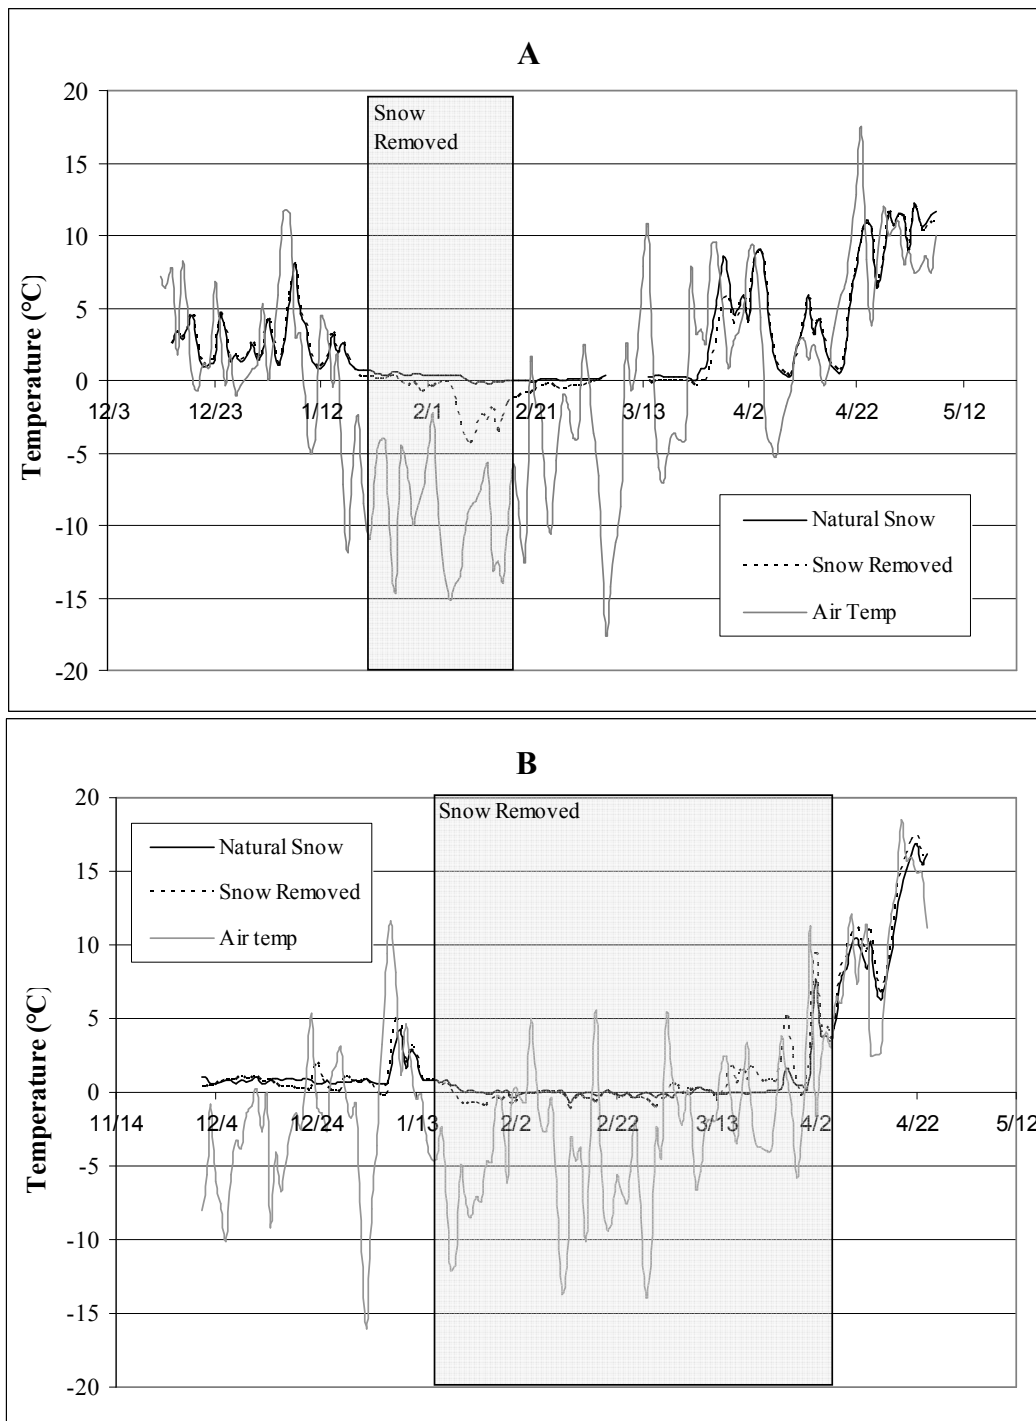 A
20
15
10
5
0
-5
-10
-15
-20
Temperature (°C)
Snow
Removed
12/3 12/23 1/12 2/1 2/21 3/13 4/2 4/22 5/12
Natural Snow
Snow Removed
Air Temp
B
20
15
10
5
0
-5
-10
-15
-20
Temperature (°C)
Snow Removed
Natural Snow
Snow Removed
Air temp
11/14 12/4 12/24 1/13 2/2 2/22 3/13 4/2 4/22 5/12